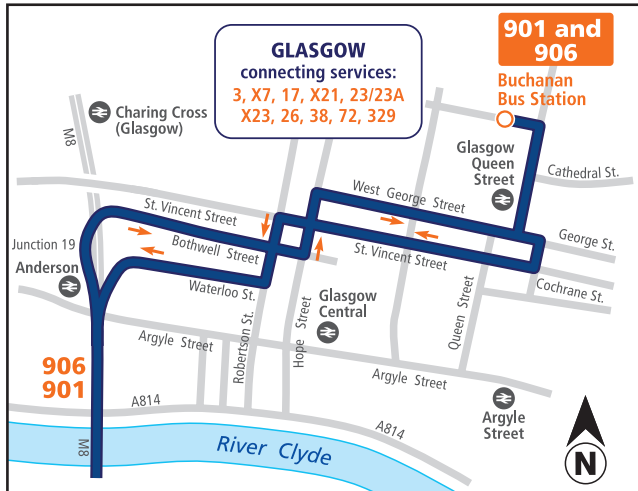 901 and
906
Buchanan
Bus Station
GLASGOW
connecting services:
3, X7, 17, X21, 23/23A
X23, 26, 38, 72, 329
Charing Cross
(Glasgow)
M8
Glasgow
Queen
Street
Cathedral St.
West George Street
St. Vincent Street
Bothwell Street
Junction 19
Anderson
Waterloo St.
St. Vincent Street
George St.
Cochrane St.
Glasgow
Central
Robertson St.
Hope Street
Queen Street
Argyle Street
Argyle Street
906
901
A814
Argyle
Street
A814
M8
River Clyde
N